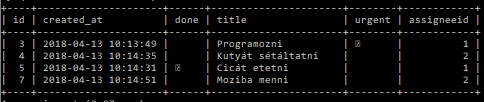 id | created_at | done | title | urgent | assigneeid
3 | 2018-04-13 10:13:49 | | Programozni | | 1
4 | 2018-04-13 10:14:35 | | Kutyát sétáltatni | | 2
5 | 2018-04-13 10:14:31 | | Cicát etetni | | 1
7 | 2018-04-13 10:14:51 | | Moziba menni | | 2